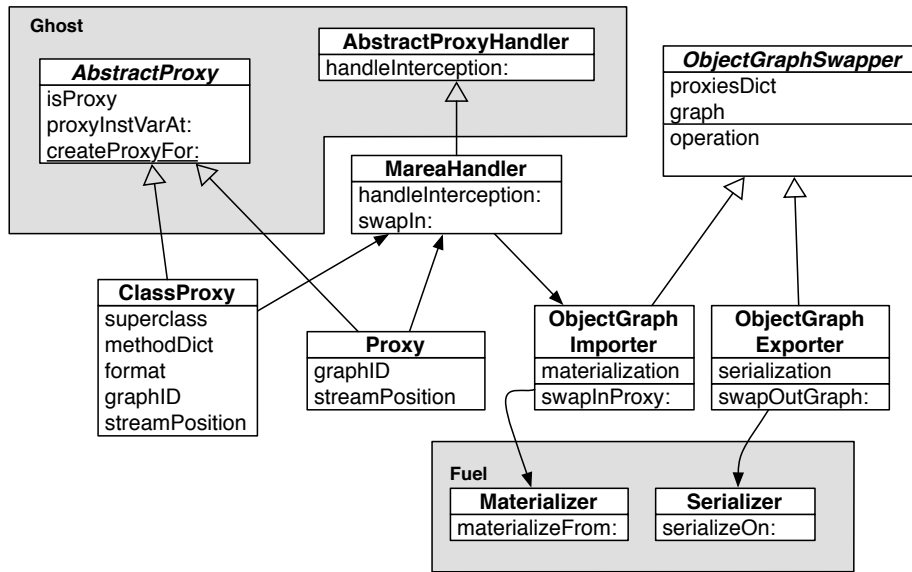 Ghost
AbstractProxy
isProxy
proxyInstVarAt:
createProxyFor:
AbstractProxyHandler
handleInterception:
ObjectGraphSwapper
proxiesDict
graph
operation
MareaHandler
handleInterception:
swapIn:
ClassProxy
superclass
methodDict
format
graphID
streamPosition
Proxy
graphID
streamPosition
ObjectGraph
Importer
materialization
swapInProxy:
ObjectGraph
Exporter
serialization
swapOutGraph:
Fuel
Materializer
materializeFrom:
Serializer
serializeOn: